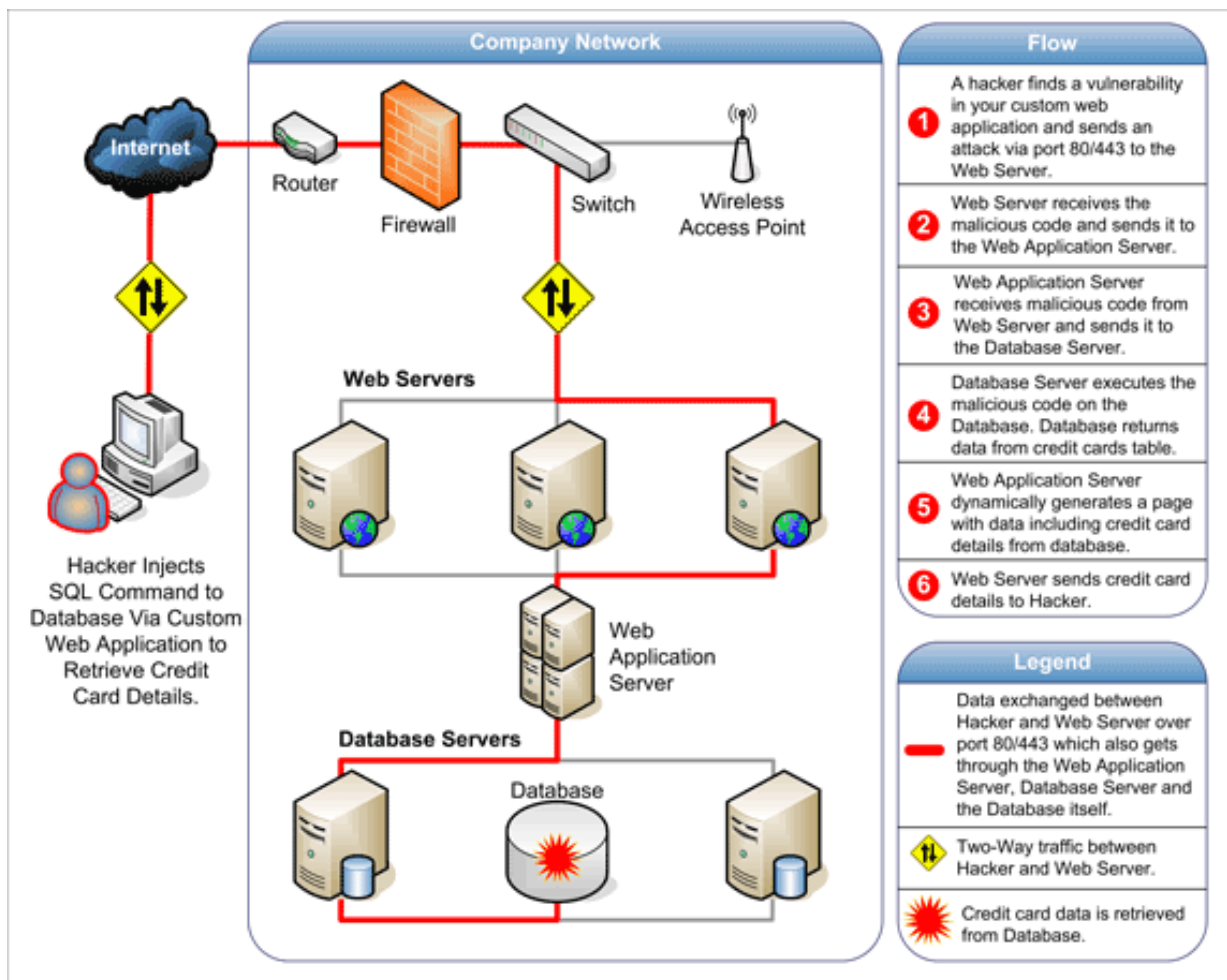 Company Network
Internet
Router
Firewall
Switch
Wireless
Access Point
Web Servers
Hacker Injects
SQL Command to
Database Via Custom
Web Application to
Retrieve Credit
Card Details.
Web
Application
Server
Database Servers
Database
Flow
1
A hacker finds a vulnerability
in your custom web
application and sends an
attack via port 80/443 to the
Web Server.
2
Web Server receives the
malicious code and sends it to
the Web Application Server.
3
Web Application Server
receives malicious code from
Web Server and sends it to
the Database Server.
4
Database Server executes the
malicious code on the
Database. Database returns
data from credit cards table.
5
Web Application Server
dynamically generates a page
with data including credit card
details from database.
6
Web Server sends credit card
details to Hacker.
Legend
Data exchanged between
Hacker and Web Server over
port 80/443 which also gets
through the Web Application
Server, Database Server and
the Database itself.
Two-Way traffic between
Hacker and Web Server.
Credit card data is retrieved
from Database.